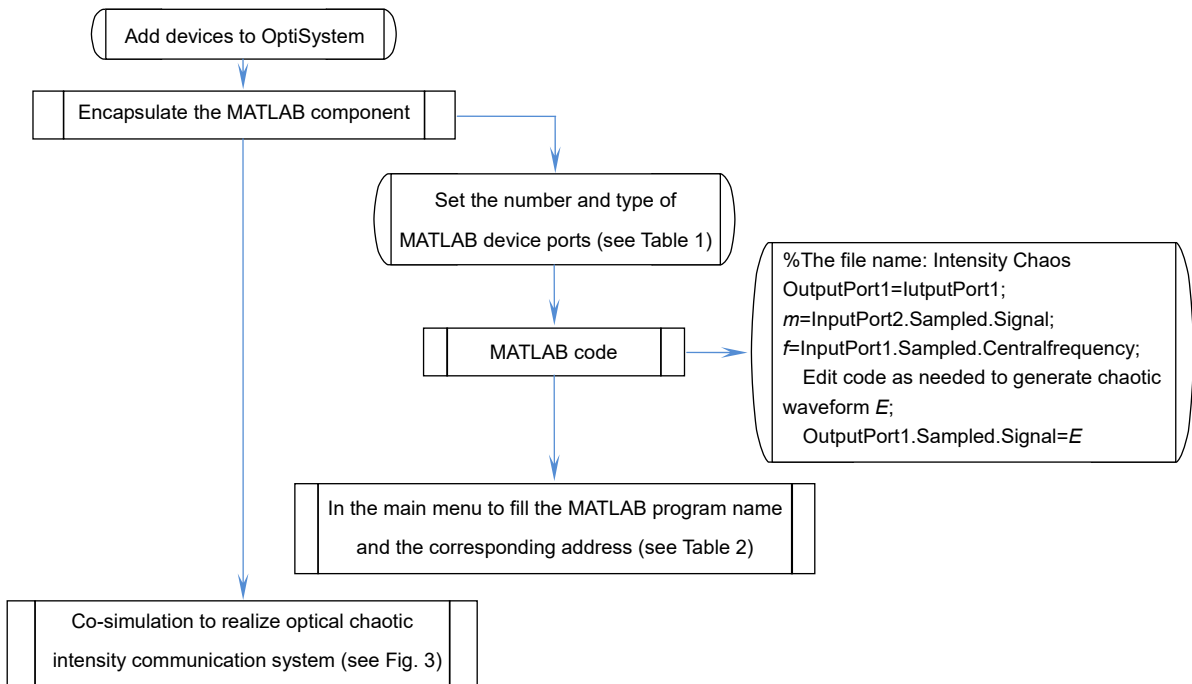 Add devices to OptiSystem
Encapsulate the MATLAB component
Set the number and type of
MATLAB device ports (see Table 1)
MATLAB code
%The file name: Intensity Chaos
OutputPort1=IutputPort1;
m=InputPort2.Sampled.Signal;
f=InputPort1.Sampled.Centralfrequency;
Edit code as needed to generate chaotic
waveform E;
OutputPort1.Sampled.Signal=E
In the main menu to fill the MATLAB program name
and the corresponding address (see Table 2)
Co-simulation to realize optical chaotic
intensity communication system (see Fig. 3)